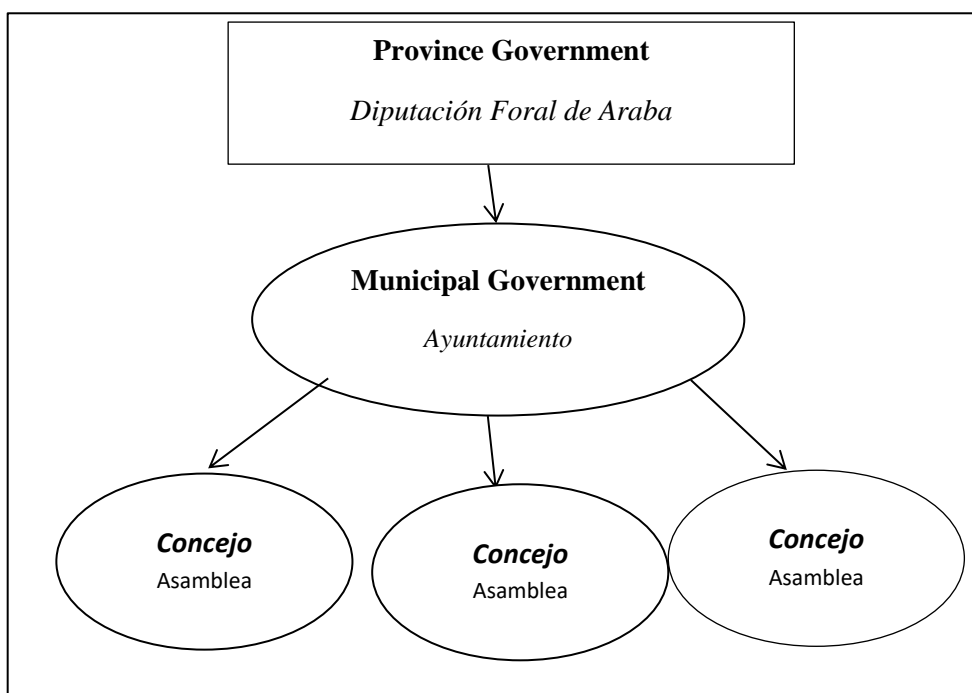 Province Government
Diputación Foral de Araba
Municipal Government
Ayuntamiento
Concejo
Asamblea
Concejo
Asamblea
Concejo
Asamblea